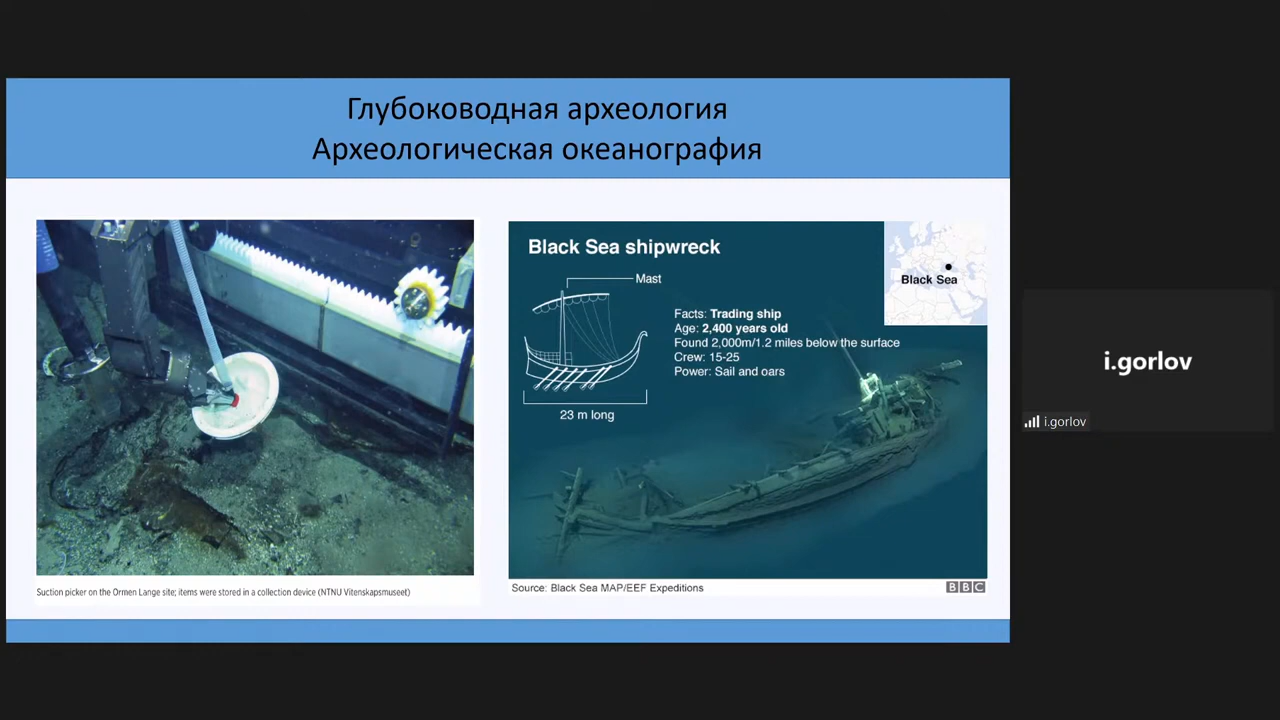 Глубоководная археология
Археологическая океанография
Suction picker on the Ormen Lange site; items were stored in a collection device (NTNU Vitenskapsmuseet)
Black Sea shipwreck
Mast
23 m long
Facts: Trading ship
Age: 2,400 years old
Found 2,000m/1.2 miles below the surface
Crew: 15-25
Power: Sail and oars
Black Sea
Source: Black Sea MAP/EEF Expeditions
BBC
i.gorlov
i.gorlov